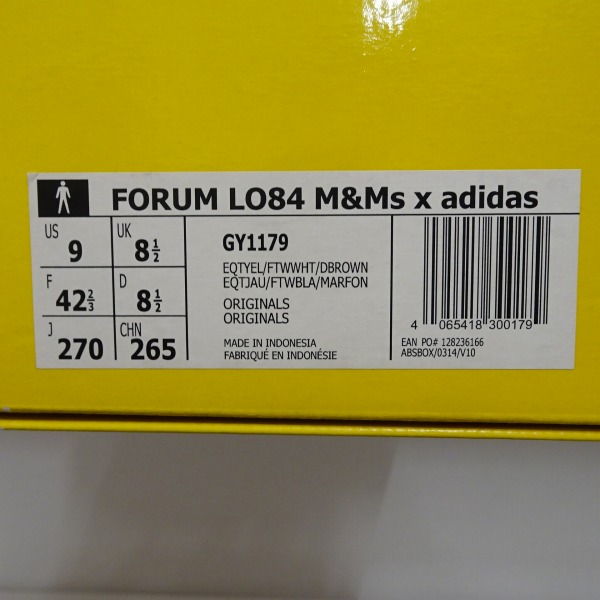 FORUM LO84 M&Ms x adidas
US 9 UK 8½
F 42⅔ D 8½
J 270 CHN 265
GY1179
EQTYEL/FTWWHT/DBROWN
EQTJAU/FTWBLA/MARFON
ORIGINALS
ORIGINALS
MADE IN INDONESIA
FABRIQUÉ EN INDONÉSIE
4 065418 300179
EAN PO# 128236166
ABSBOX/0314/V10